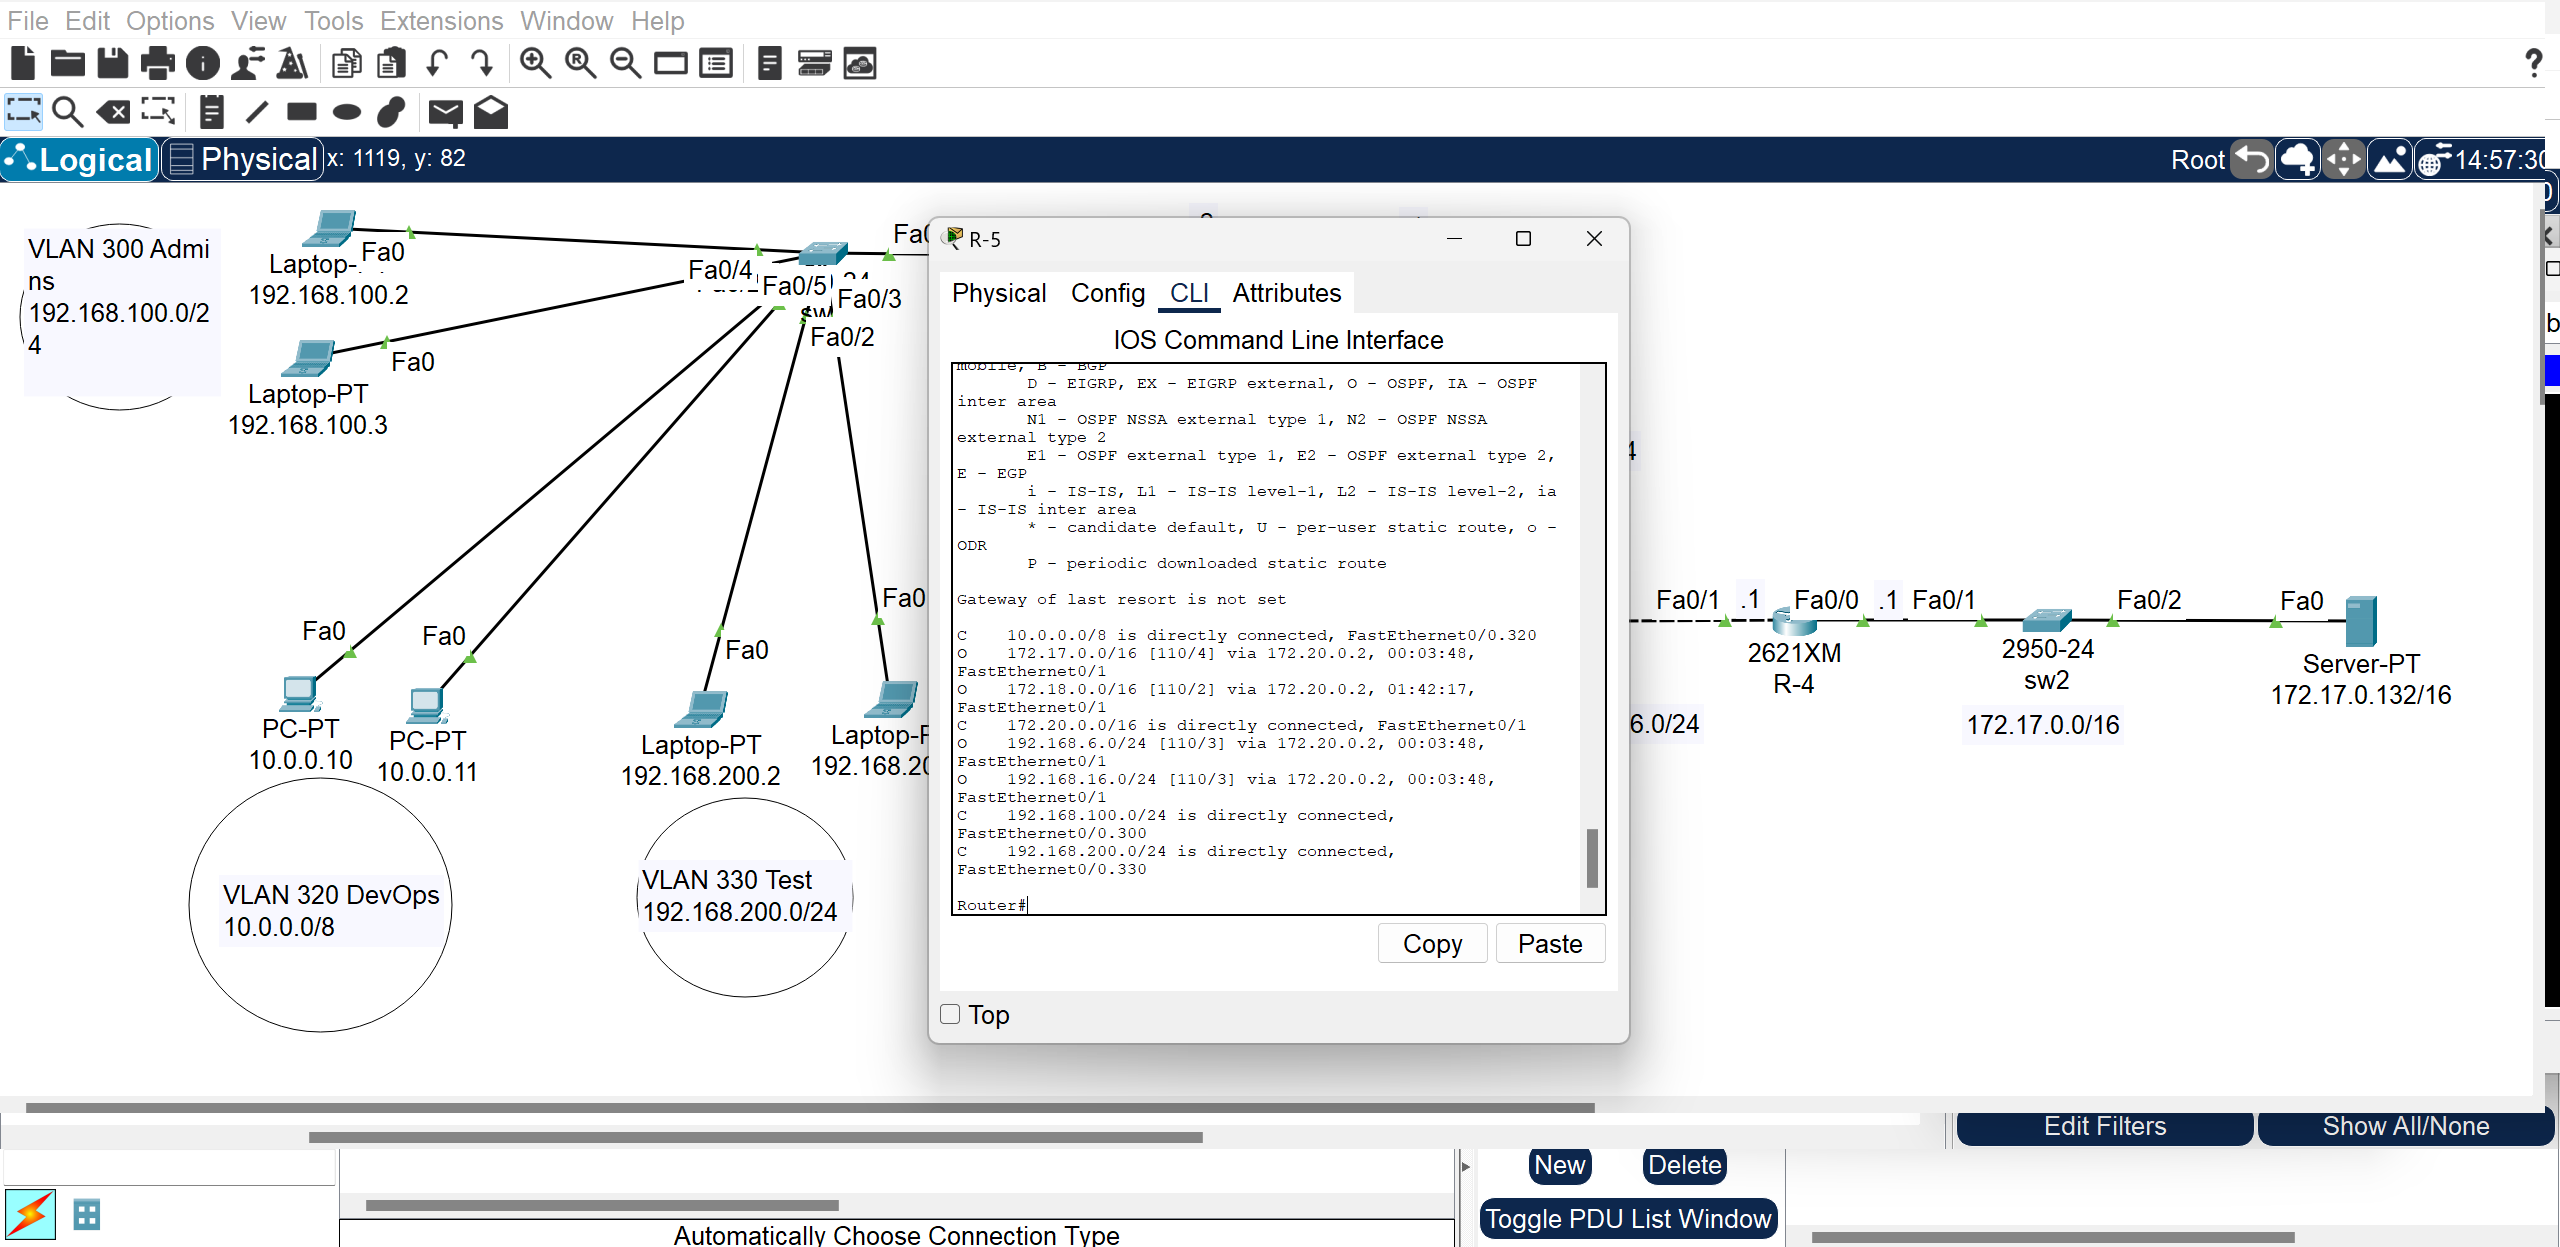 File Edit Options View Tools Extensions Window Help
?
Logical Physical x: 1119, y: 82
Root 14:57:30
VLAN 300 Admi
ns
192.168.100.0/2
4
Laptop-
Fa0
192.168.100.2
Fa0
Laptop-PT
192.168.100.3
Fa0/4
Fa0/5
24
Fa0/3
sw
Fa0/2
Fa0
Fa0
PC-PT
10.0.0.10
Fa0
PC-PT
10.0.0.11
Fa0
Laptop-PT
192.168.200.2
Fa0
Laptop-P
192.168.20
VLAN 320 DevOps
10.0.0.0/8
VLAN 330 Test
192.168.200.0/24
R-5
Physical Config CLI Attributes
IOS Command Line Interface
mobile, B - BGP
D - EIGRP, EX - EIGRP external, O - OSPF, IA - OSPF
inter area
N1 - OSPF NSSA external type 1, N2 - OSPF NSSA
external type 2
E1 - OSPF external type 1, E2 - OSPF external type 2,
E - EGP
i - IS-IS, L1 - IS-IS level-1, L2 - IS-IS level-2, ia
- IS-IS inter area
* - candidate default, U - per-user static route, o -
ODR
P - periodic downloaded static route
Gateway of last resort is not set
C 10.0.0.0/8 is directly connected, FastEthernet0/0.320
O 172.17.0.0/16 [110/4] via 172.20.0.2, 00:03:48,
FastEthernet0/1
O 172.18.0.0/16 [110/2] via 172.20.0.2, 01:42:17,
FastEthernet0/1
C 172.20.0.0/16 is directly connected, FastEthernet0/1
O 192.168.6.0/24 [110/3] via 172.20.0.2, 00:03:48,
FastEthernet0/1
O 192.168.16.0/24 [110/3] via 172.20.0.2, 00:03:48,
FastEthernet0/1
C 192.168.100.0/24 is directly connected,
FastEthernet0/0.300
C 192.168.200.0/24 is directly connected,
FastEthernet0/0.330
Router#
Copy Paste
Top
4
Fa0/1 .1 Fa0/0 .1 Fa0/1 Fa0/2 Fa0
2621XM
R-4
2950-24
sw2
Server-PT
172.17.0.132/16
6.0/24
172.17.0.0/16
Edit Filters Show All/None
New Delete
Toggle PDU List Window
Automatically Choose Connection Type